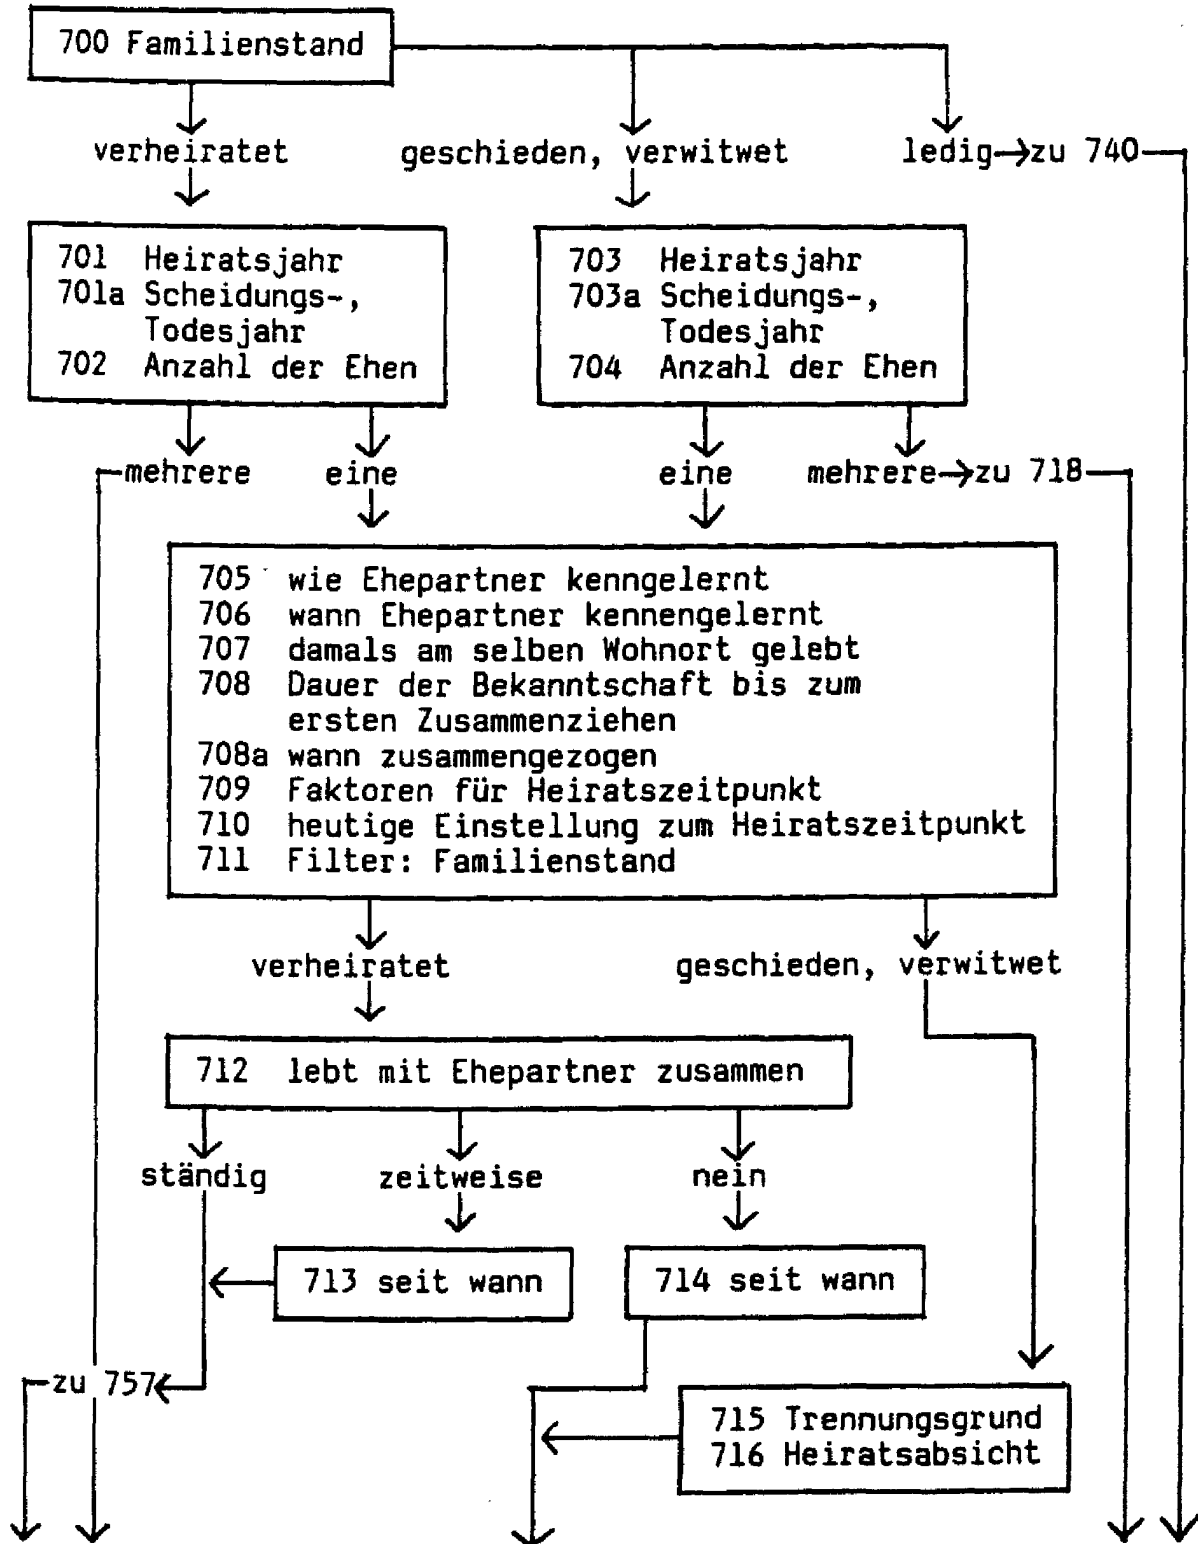 700 Familienstand
verheiratet geschieden, verwitwet ledig→zu 740
701 Heiratsjahr
701a Scheidungs-,
Todesjahr
702 Anzahl der Ehen
703 Heiratsjahr
703a Scheidungs-,
Todesjahr
704 Anzahl der Ehen
mehrere eine eine mehrere→zu 718
705 wie Ehepartner kenngelernt
706 wann Ehepartner kennengelernt
707 damals am selben Wohnort gelebt
708 Dauer der Bekanntschaft bis zum
ersten Zusammenziehen
708a wann zusammengezogen
709 Faktoren für Heiratszeitpunkt
710 heutige Einstellung zum Heiratszeitpunkt
711 Filter: Familienstand
verheiratet geschieden, verwitwet
712 lebt mit Ehepartner zusammen
ständig zeitweise nein
713 seit wann 714 seit wann
zu 757
715 Trennungsgrund
716 Heiratsabsicht